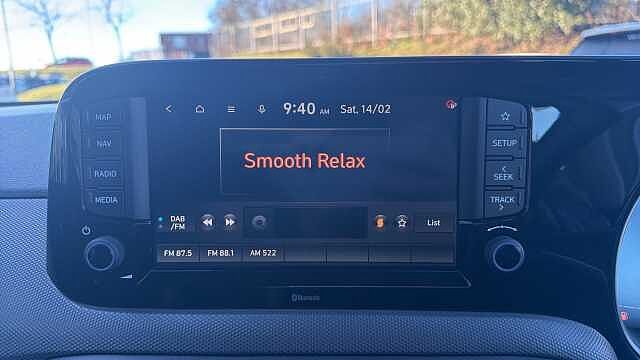 9:40 AM Sat, 14/02
MAP
NAV
RADIO
MEDIA
Smooth Relax
DAB
/FM
List
FM 87.5 FM 88.1 AM 522
SETUP
< SEEK
TRACK >
Bluetooth